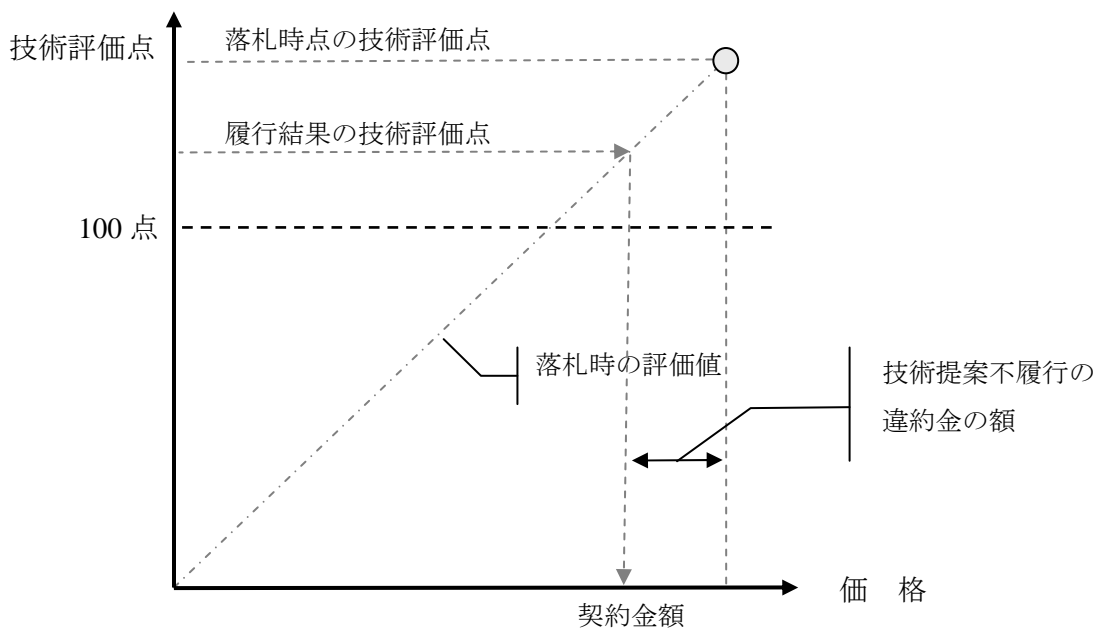 技術評価点
落札時点の技術評価点
履行結果の技術評価点
100 点
落札時の評価値
技術提案不履行の
違約金の額
価　格
契約金額